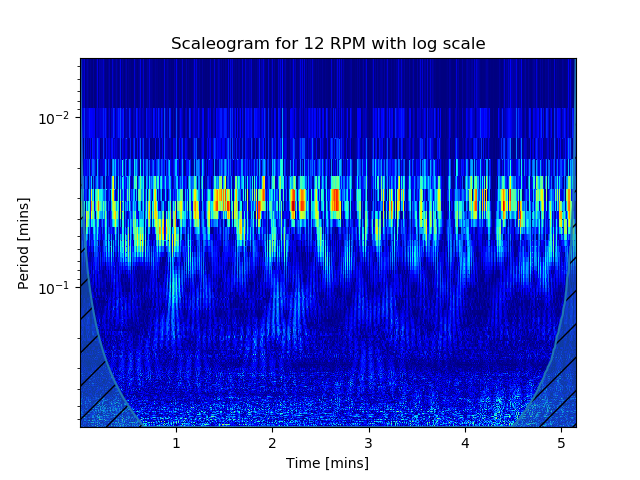 Scaleogram for 12 RPM with log scale
10⁻²
10⁻¹
Period [mins]
1 2 3 4 5
Time [mins]